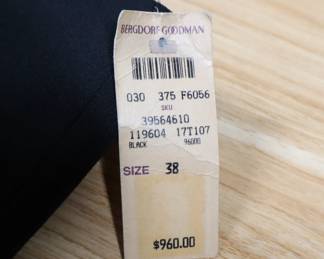 BERGDORF GOODMAN
030 375 F6056
SKU
39564610
119604 17T107
BLACK 96000
SIZE 38
$960.00